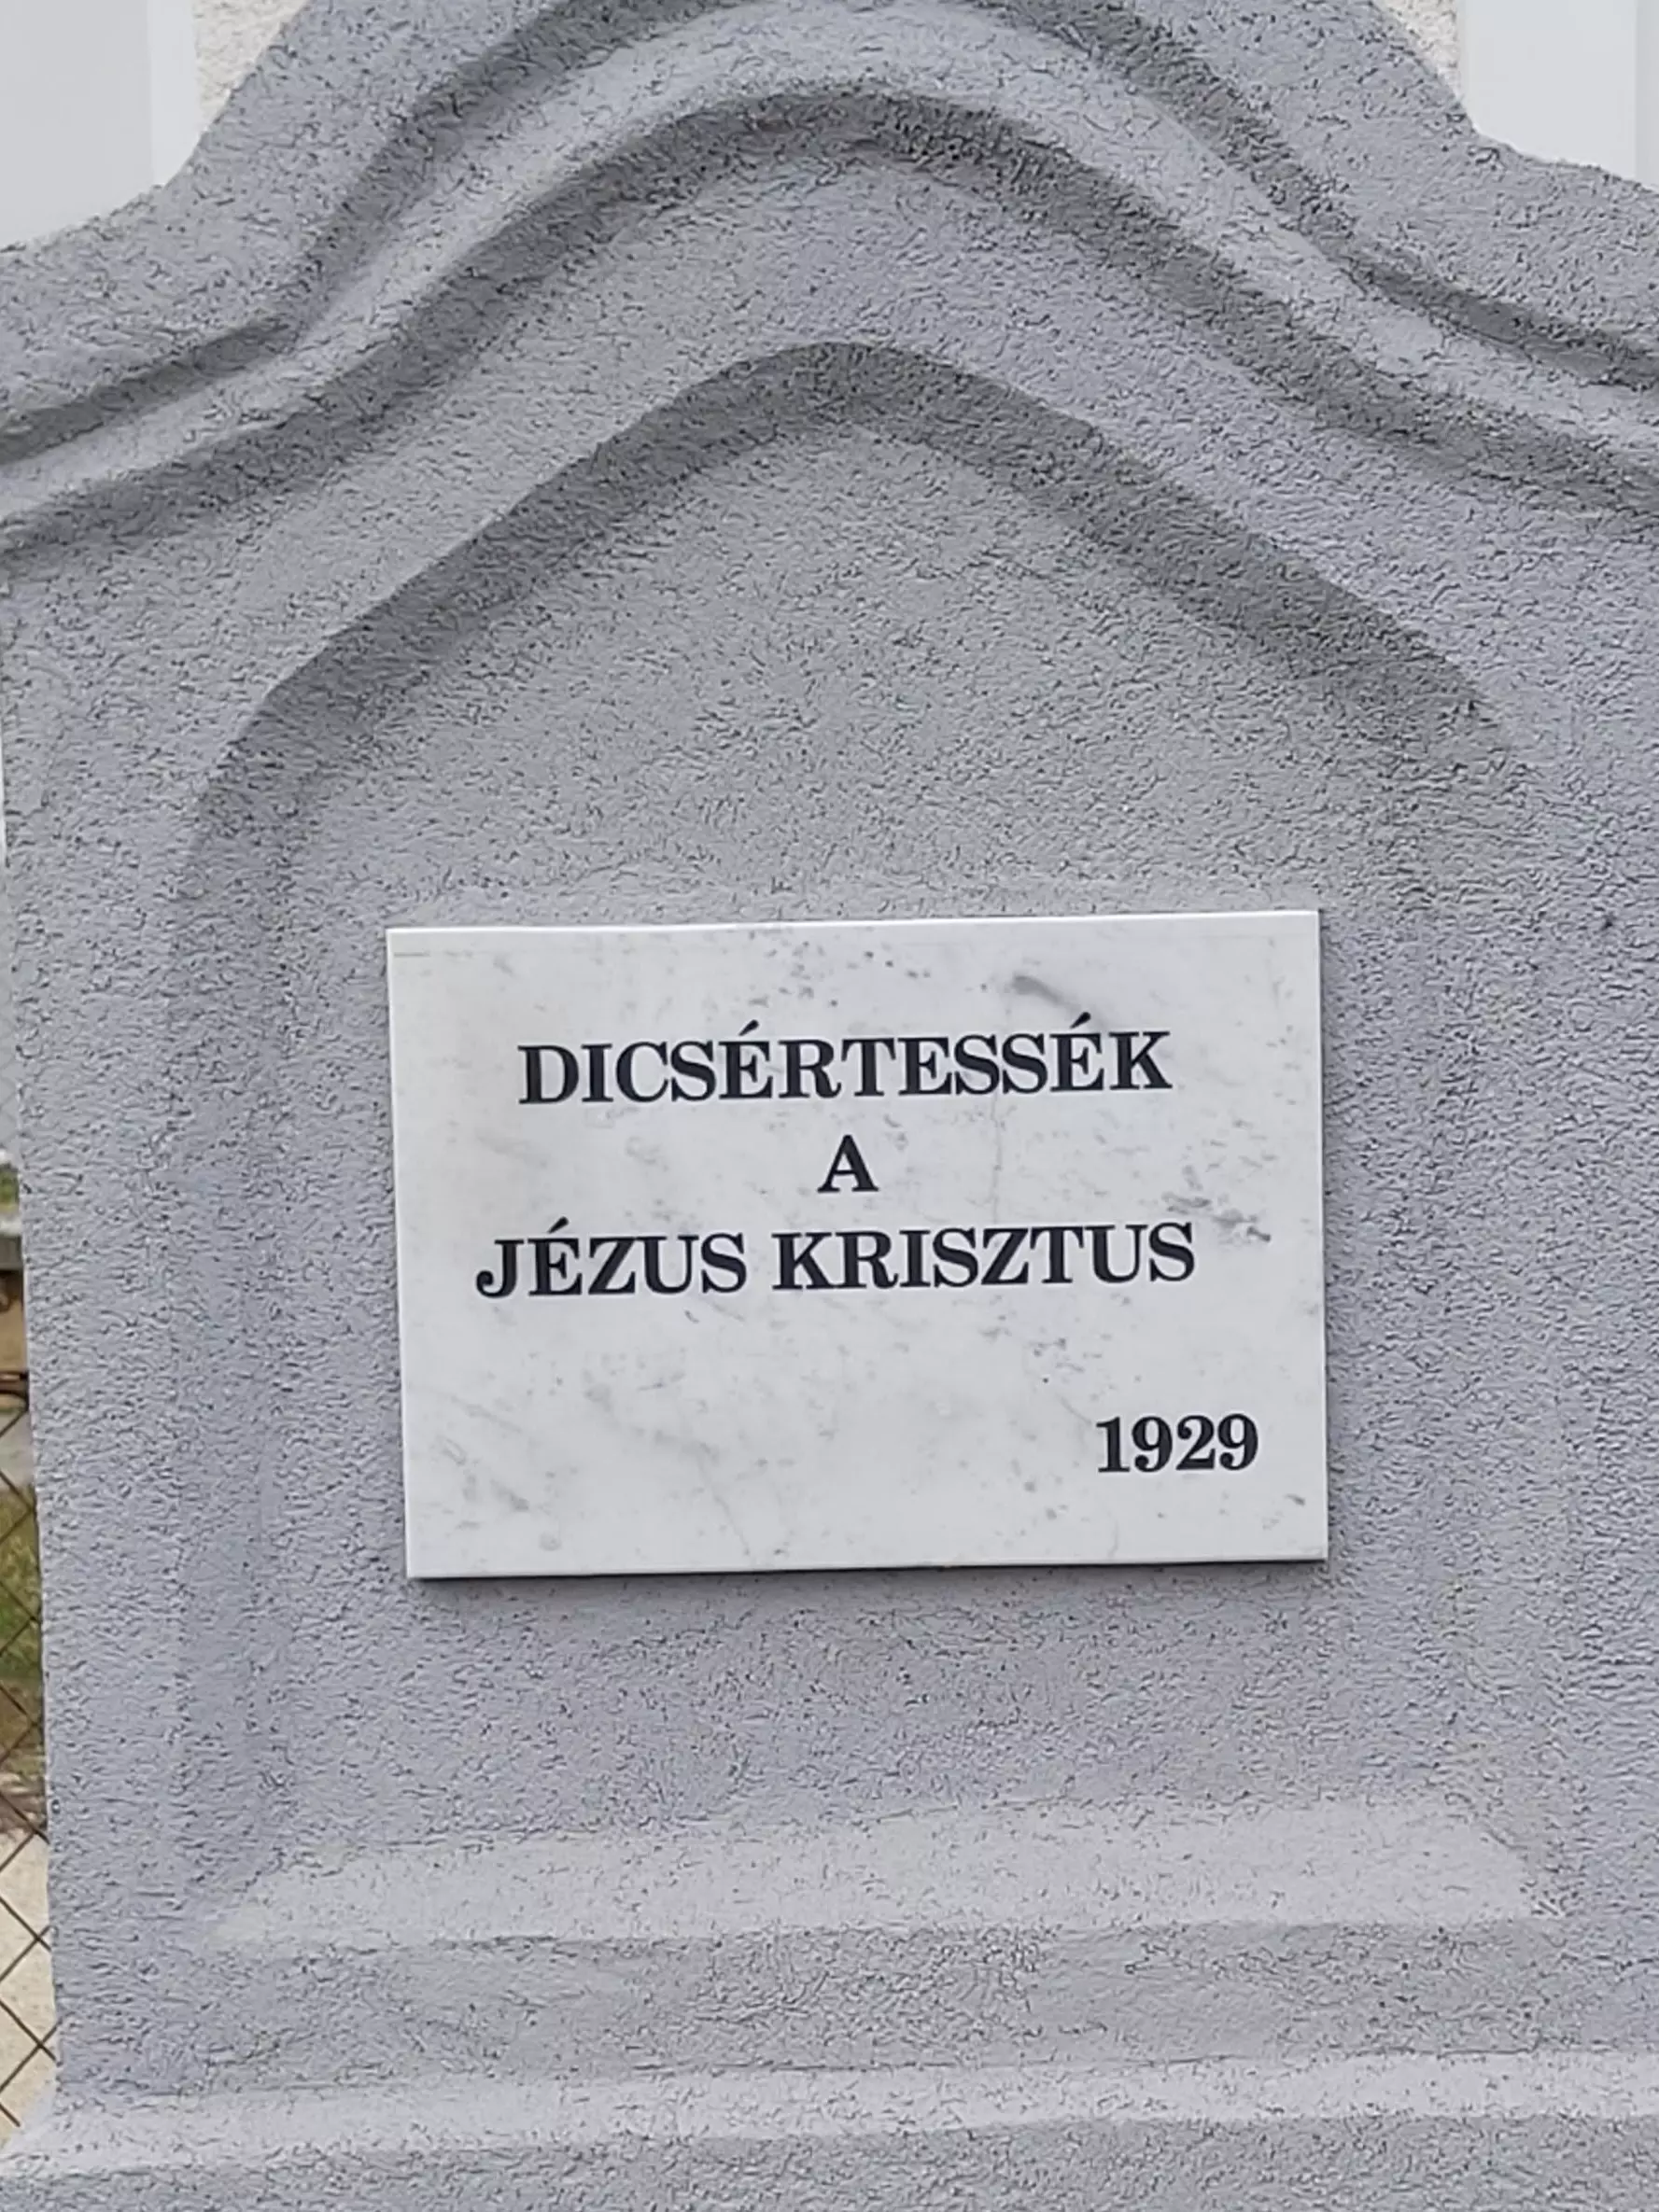 DICSÉRTESSÉK
A
JÉZUS KRISZTUS
1929